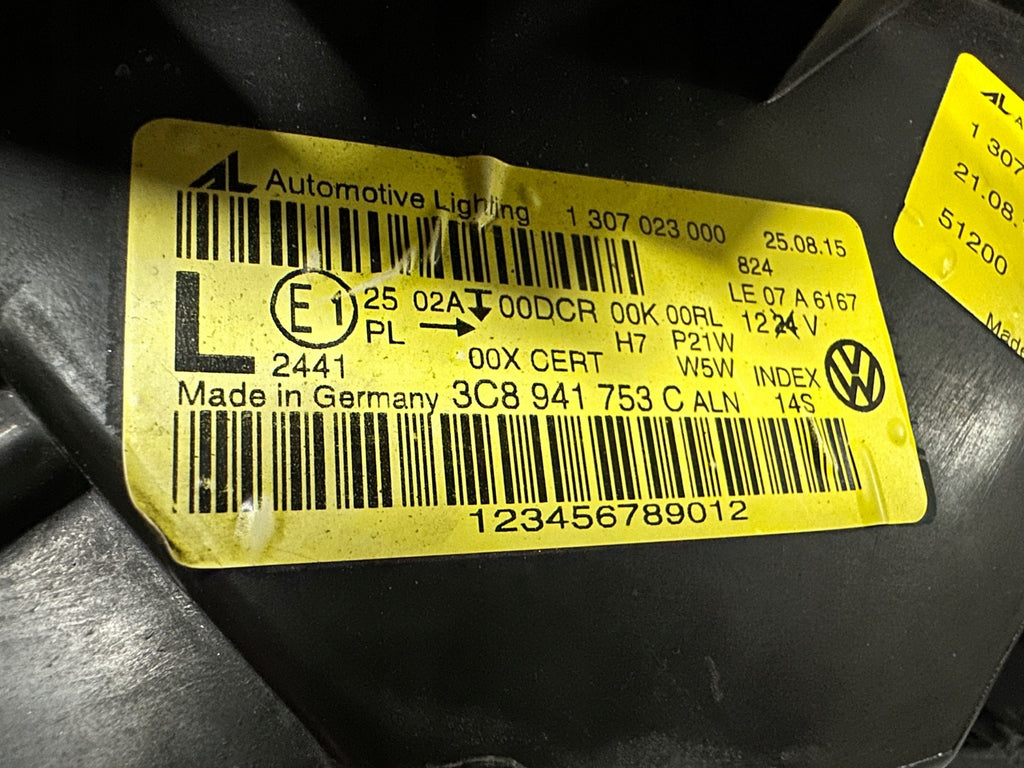 AL Automotive Lighting 1 307 023 000 25.08.15
824
L E1 25 02A 00DCR 00K 00RL LE 07 A 6167
PL → H7 P21W 12 24 V
2441 00X CERT W5W INDEX
Made in Germany 3C8 941 753 C ALN 14S
123456789012
AL A
1 307
21.08.
51200
Made